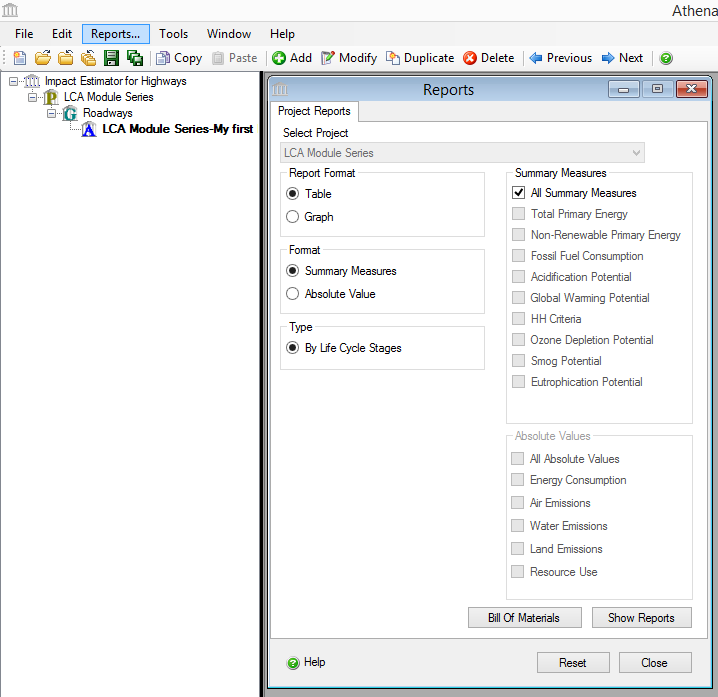 Athena
File Edit Reports... Tools Window Help
Copy Paste Add Modify Duplicate Delete Previous Next
Impact Estimator for Highways
LCA Module Series
Roadways
LCA Module Series-My first
Reports
Project Reports
Select Project
LCA Module Series
Report Format
Table
Graph
Format
Summary Measures
Absolute Value
Type
By Life Cycle Stages
Summary Measures
All Summary Measures
Total Primary Energy
Non-Renewable Primary Energy
Fossil Fuel Consumption
Acidification Potential
Global Warming Potential
HH Criteria
Ozone Depletion Potential
Smog Potential
Eutrophication Potential
Absolute Values
All Absolute Values
Energy Consumption
Air Emissions
Water Emissions
Land Emissions
Resource Use
Bill Of Materials Show Reports
Help Reset Close